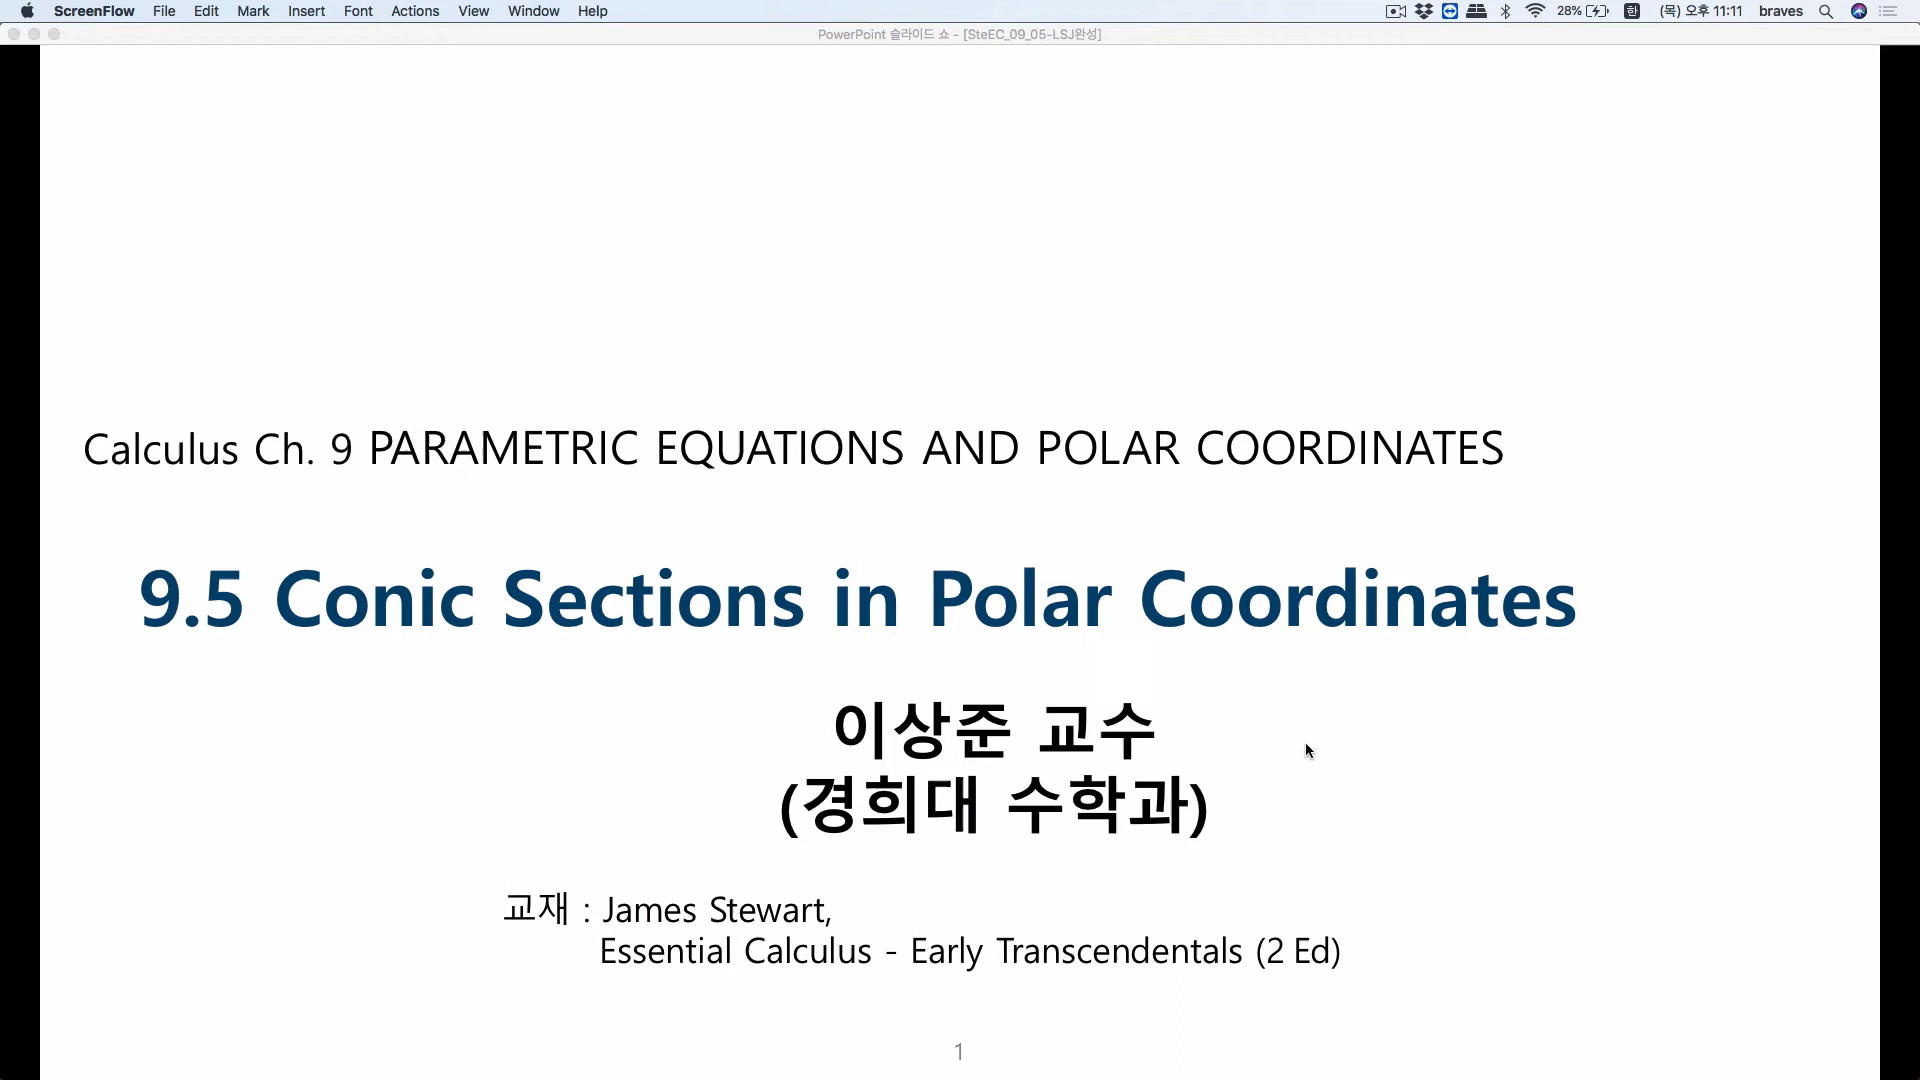 ScreenFlow File Edit Mark Insert Font Actions View Window Help 28% 한 (목) 오후 11:11 braves
PowerPoint 슬라이드 쇼 - [SteEC_09_05-LSJ완성]
Calculus Ch. 9 PARAMETRIC EQUATIONS AND POLAR COORDINATES
9.5 Conic Sections in Polar Coordinates
이상준 교수
(경희대 수학과)
교재 : James Stewart,
Essential Calculus - Early Transcendentals (2 Ed)
1